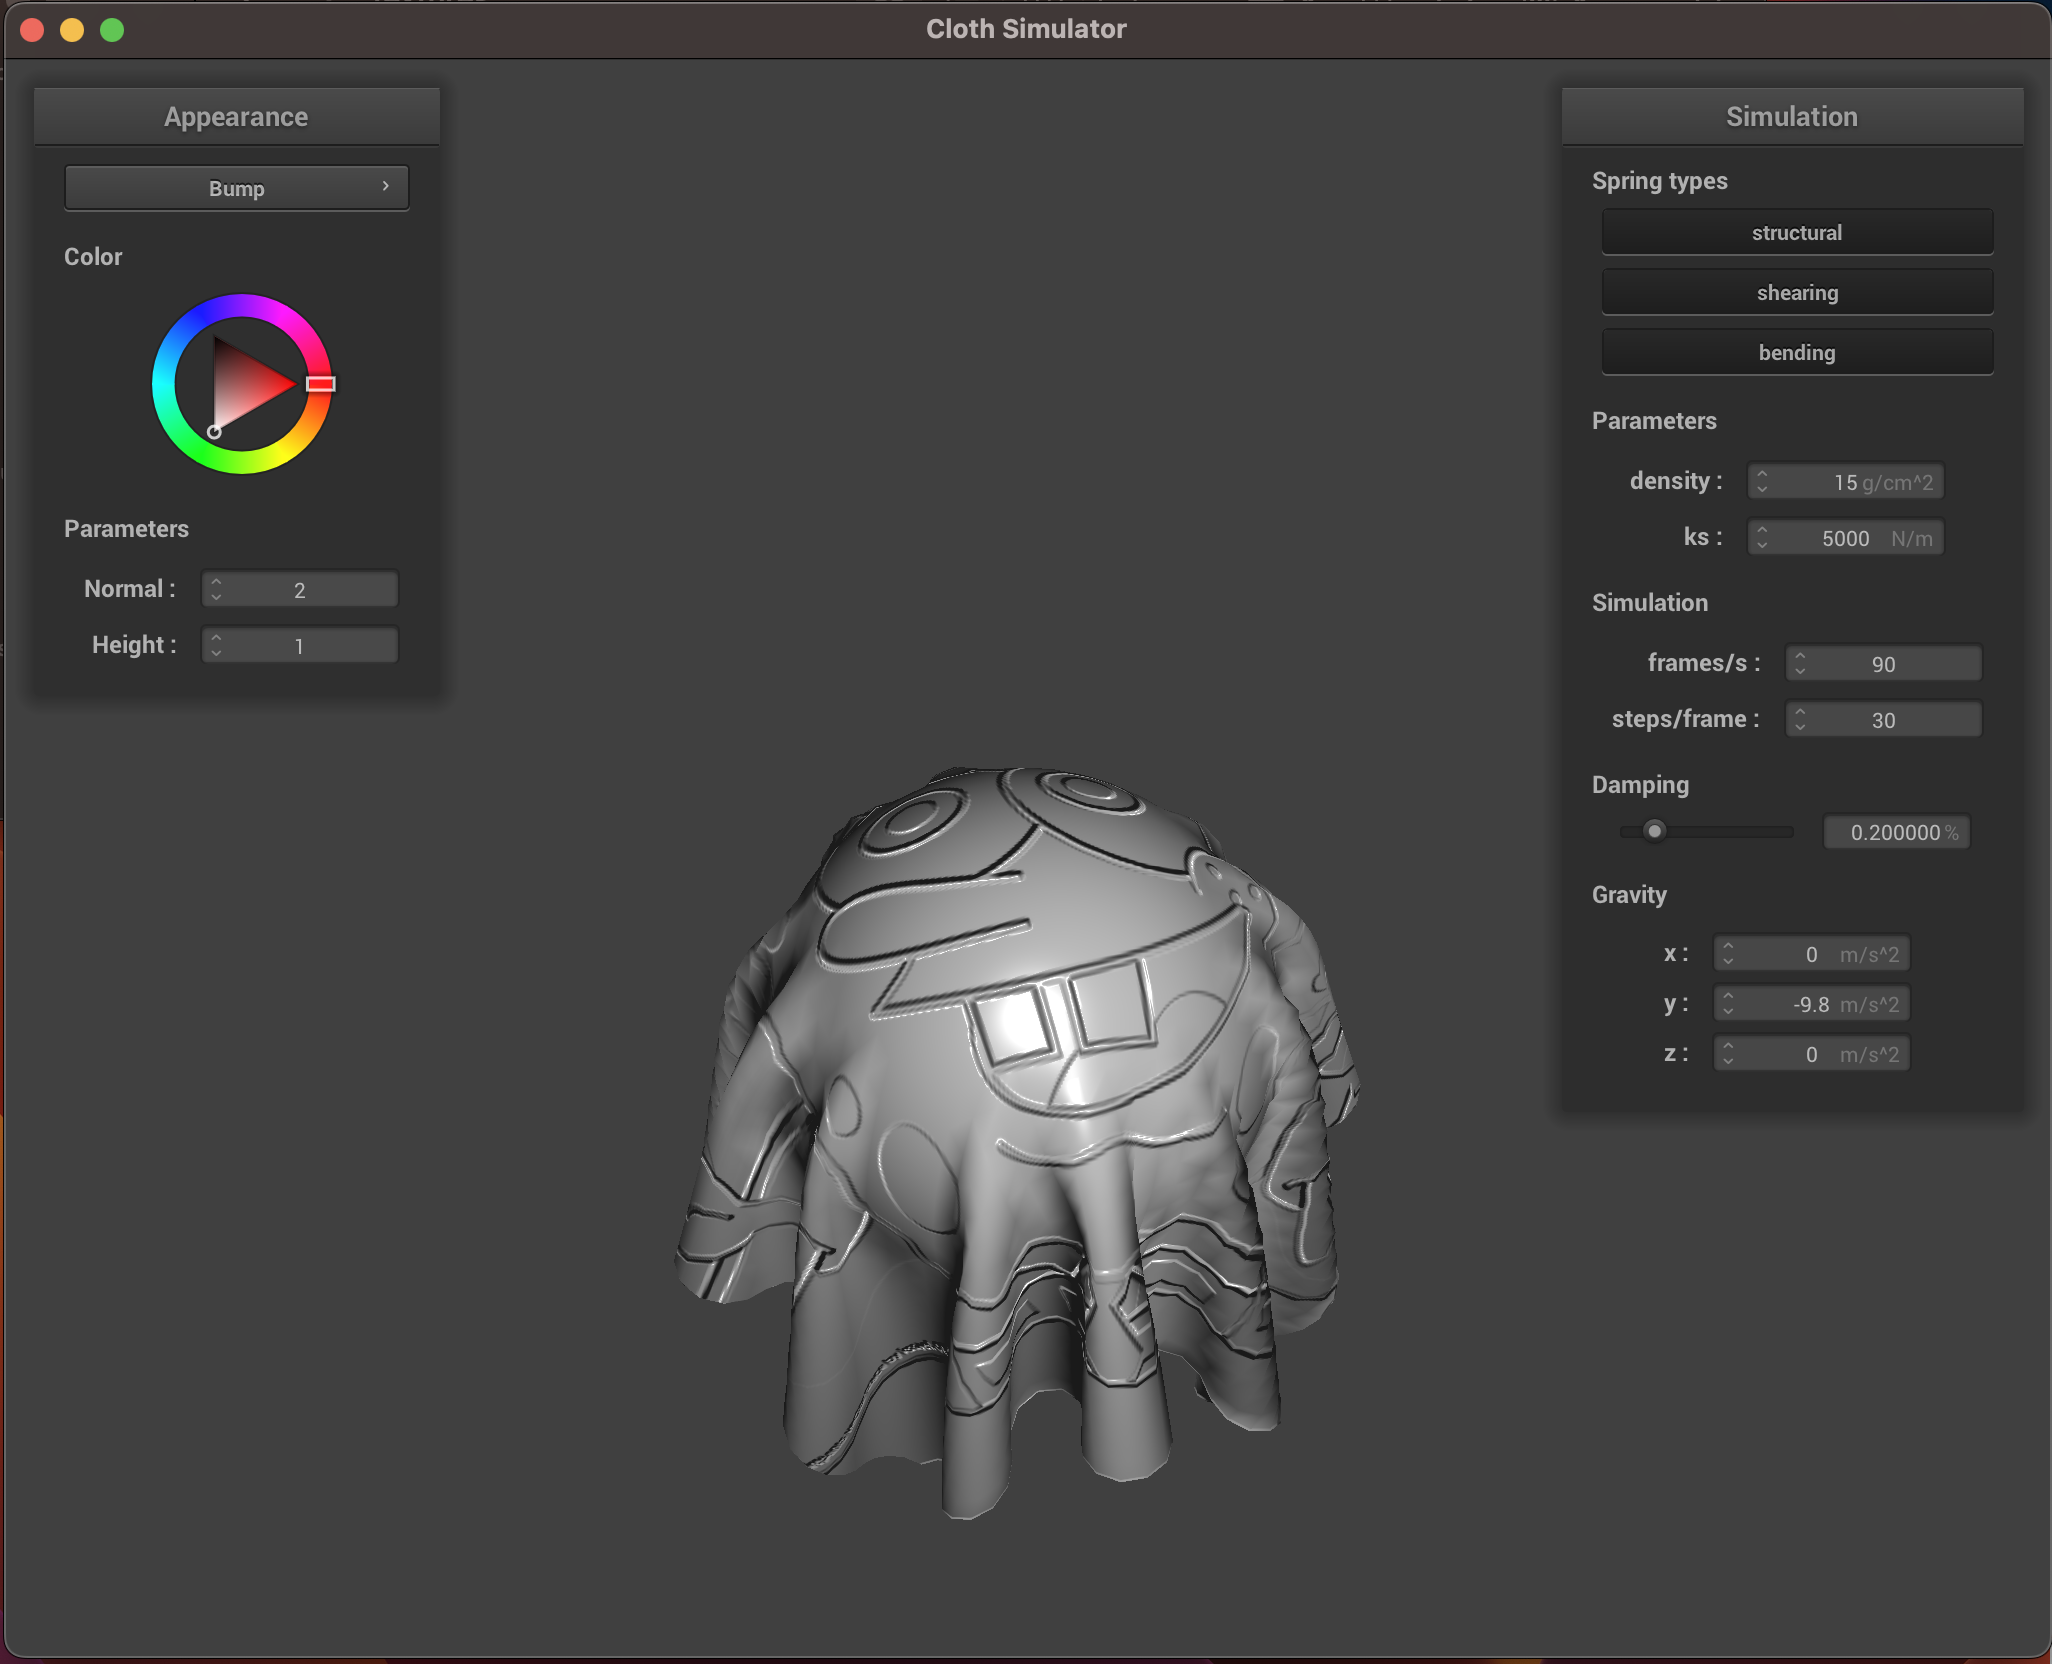 Cloth Simulator
Appearance
Bump
Color
Parameters
Normal : 2
Height : 1
Simulation
Spring types
structural
shearing
bending
Parameters
density : 15 g/cm^2
ks : 5000 N/m
Simulation
frames/s : 90
steps/frame : 30
Damping
0.200000 %
Gravity
x : 0 m/s^2
y : -9.8 m/s^2
z : 0 m/s^2